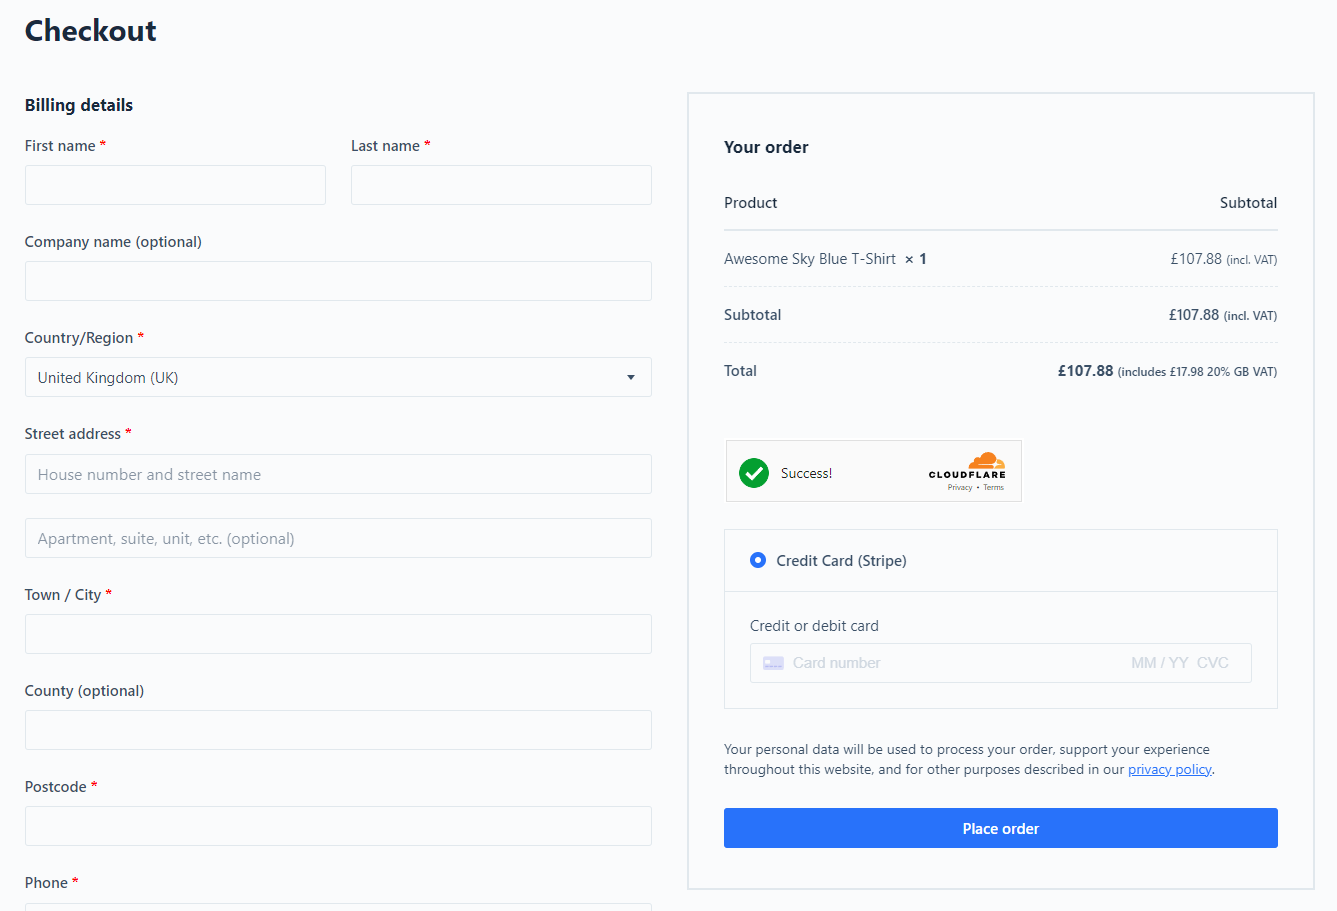 Checkout
Billing details
First name *
Last name *
Company name (optional)
Country/Region *
United Kingdom (UK)
Street address *
House number and street name
Apartment, suite, unit, etc. (optional)
Town / City *
County (optional)
Postcode *
Phone *
Your order
Product Subtotal
Awesome Sky Blue T-Shirt × 1 £107.88 (incl. VAT)
Subtotal £107.88 (incl. VAT)
Total £107.88 (includes £17.98 20% GB VAT)
Success!
CLOUDFLARE
Privacy • Terms
Credit Card (Stripe)
Credit or debit card
Card number MM / YY CVC
Your personal data will be used to process your order, support your experience
throughout this website, and for other purposes described in our privacy policy.
Place order